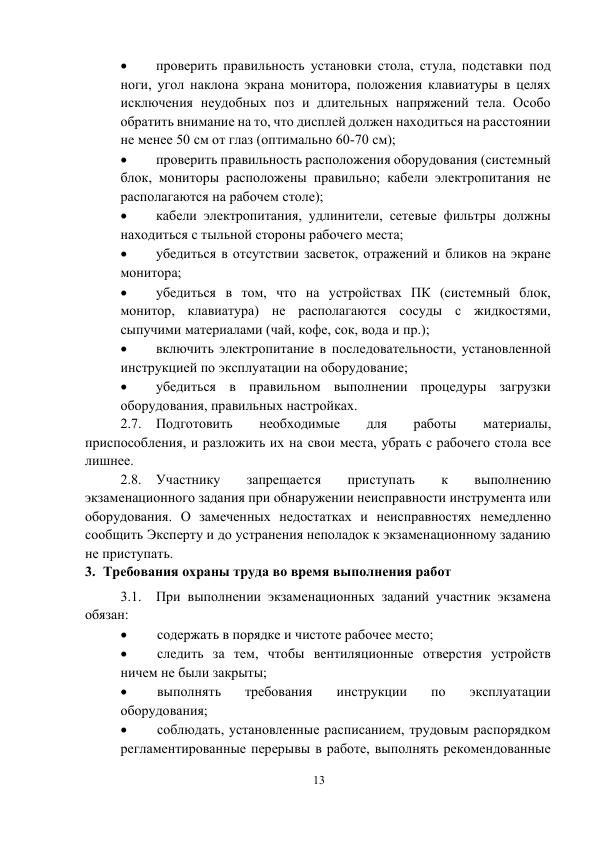 • проверить правильность установки стола, стула, подставки под
ноги, угол наклона экрана монитора, положения клавиатуры в целях
исключения неудобных поз и длительных напряжений тела. Особо
обратить внимание на то, что дисплей должен находиться на расстоянии
не менее 50 см от глаз (оптимально 60-70 см);
• проверить правильность расположения оборудования (системный
блок, мониторы расположены правильно; кабели электропитания не
располагаются на рабочем столе);
• кабели электропитания, удлинители, сетевые фильтры должны
находиться с тыльной стороны рабочего места;
• убедиться в отсутствии засветок, отражений и бликов на экране
монитора;
• убедиться в том, что на устройствах ПК (системный блок,
монитор, клавиатура) не располагаются сосуды с жидкостями,
сыпучими материалами (чай, кофе, сок, вода и пр.);
• включить электропитание в последовательности, установленной
инструкцией по эксплуатации на оборудование;
• убедиться в правильном выполнении процедуры загрузки
оборудования, правильных настройках.
2.7. Подготовить необходимые для работы материалы,
приспособления, и разложить их на свои места, убрать с рабочего стола все
лишнее.
2.8. Участнику запрещается приступать к выполнению
экзаменационного задания при обнаружении неисправности инструмента или
оборудования. О замеченных недостатках и неисправностях немедленно
сообщить Эксперту и до устранения неполадок к экзаменационному заданию
не приступать.
3. Требования охраны труда во время выполнения работ
3.1. При выполнении экзаменационных заданий участник экзамена
обязан:
• содержать в порядке и чистоте рабочее место;
• следить за тем, чтобы вентиляционные отверстия устройств
ничем не были закрыты;
• выполнять требования инструкции по эксплуатации
оборудования;
• соблюдать, установленные расписанием, трудовым распорядком
регламентированные перерывы в работе, выполнять рекомендованные
13